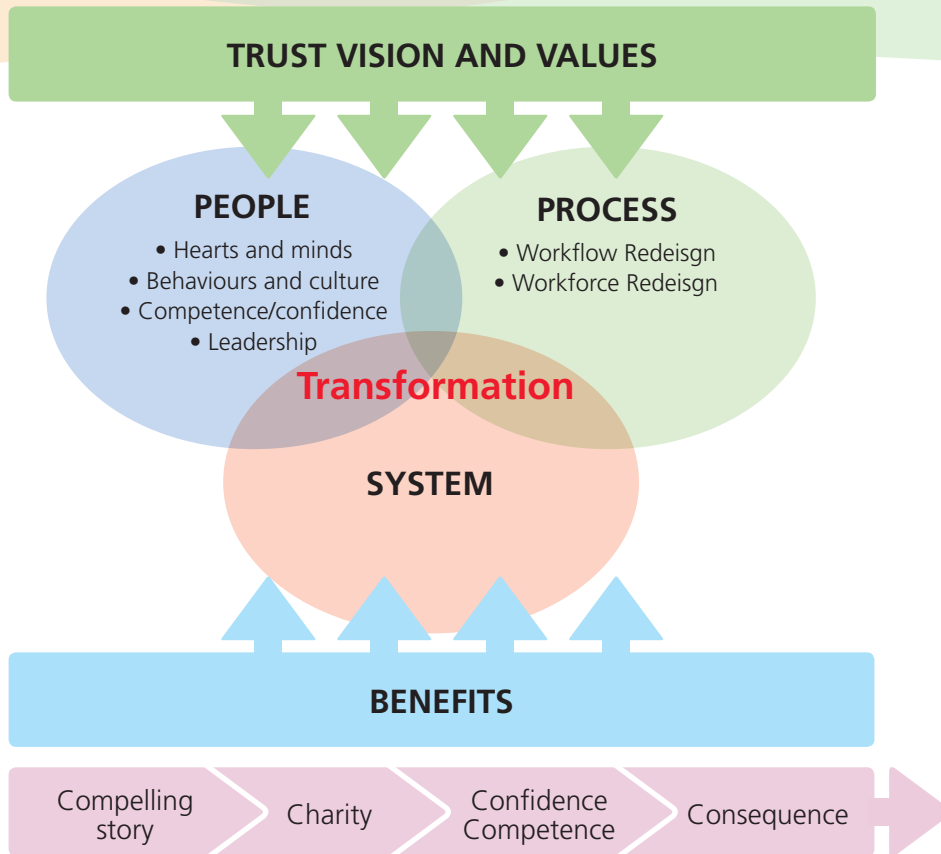 TRUST VISION AND VALUES
PEOPLE
• Hearts and minds
• Behaviours and culture
• Competence/confidence
• Leadership
PROCESS
• Workflow Redeisgn
• Workforce Redeisgn
Transformation
SYSTEM
BENEFITS
Compelling
story
Charity
Confidence
Competence
Consequence